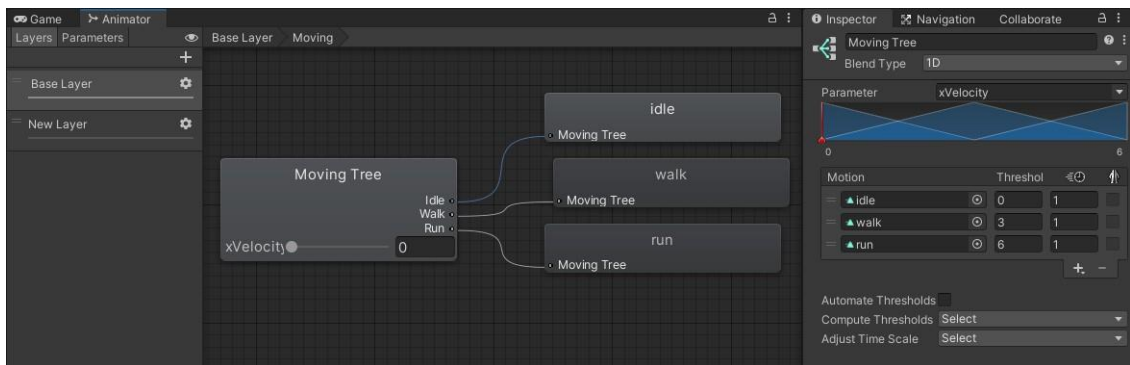 Game
Animator
Layers
Parameters
Base Layer
Moving
Base Layer
New Layer
Moving Tree
Idle
Walk
Run
xVelocity
0
idle
Moving Tree
walk
Moving Tree
run
Moving Tree
Inspector
Navigation
Collaborate
Moving Tree
Blend Type 1D
Parameter xVelocity
0 6
Motion Threshol
idle 0 1
walk 3 1
run 6 1
Automate Thresholds
Compute Thresholds Select
Adjust Time Scale Select